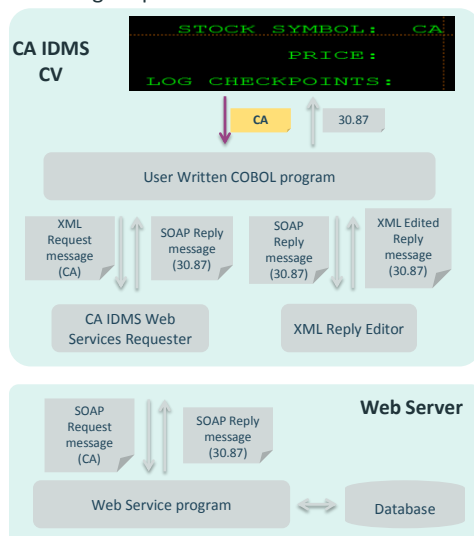 STOCK SYMBOL: CA
CA IDMS
CV
PRICE:
LOG CHECKPOINTS:
CA
30.87
User Written COBOL program
XML
Request
message
(CA)
SOAP Reply
message
(30.87)
SOAP
Reply
message
(30.87)
XML Edited
Reply
message
(30.87)
CA IDMS Web
Services Requester
XML Reply Editor
Web Server
SOAP
Request
message
(CA)
SOAP Reply
message
(30.87)
Web Service program
Database